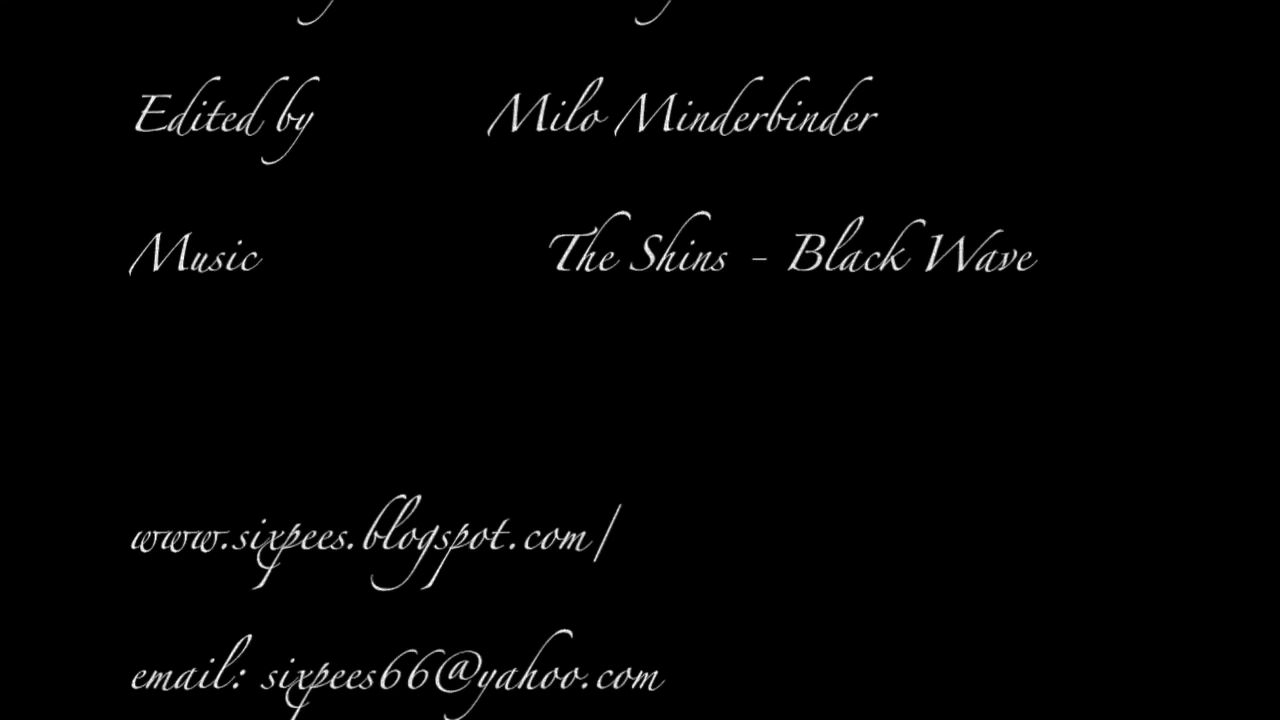 Edited by Milo Minderbinder
Music The Shins - Black Wave
www.sixpees.blogspot.com/
email: sixpees66@yahoo.com